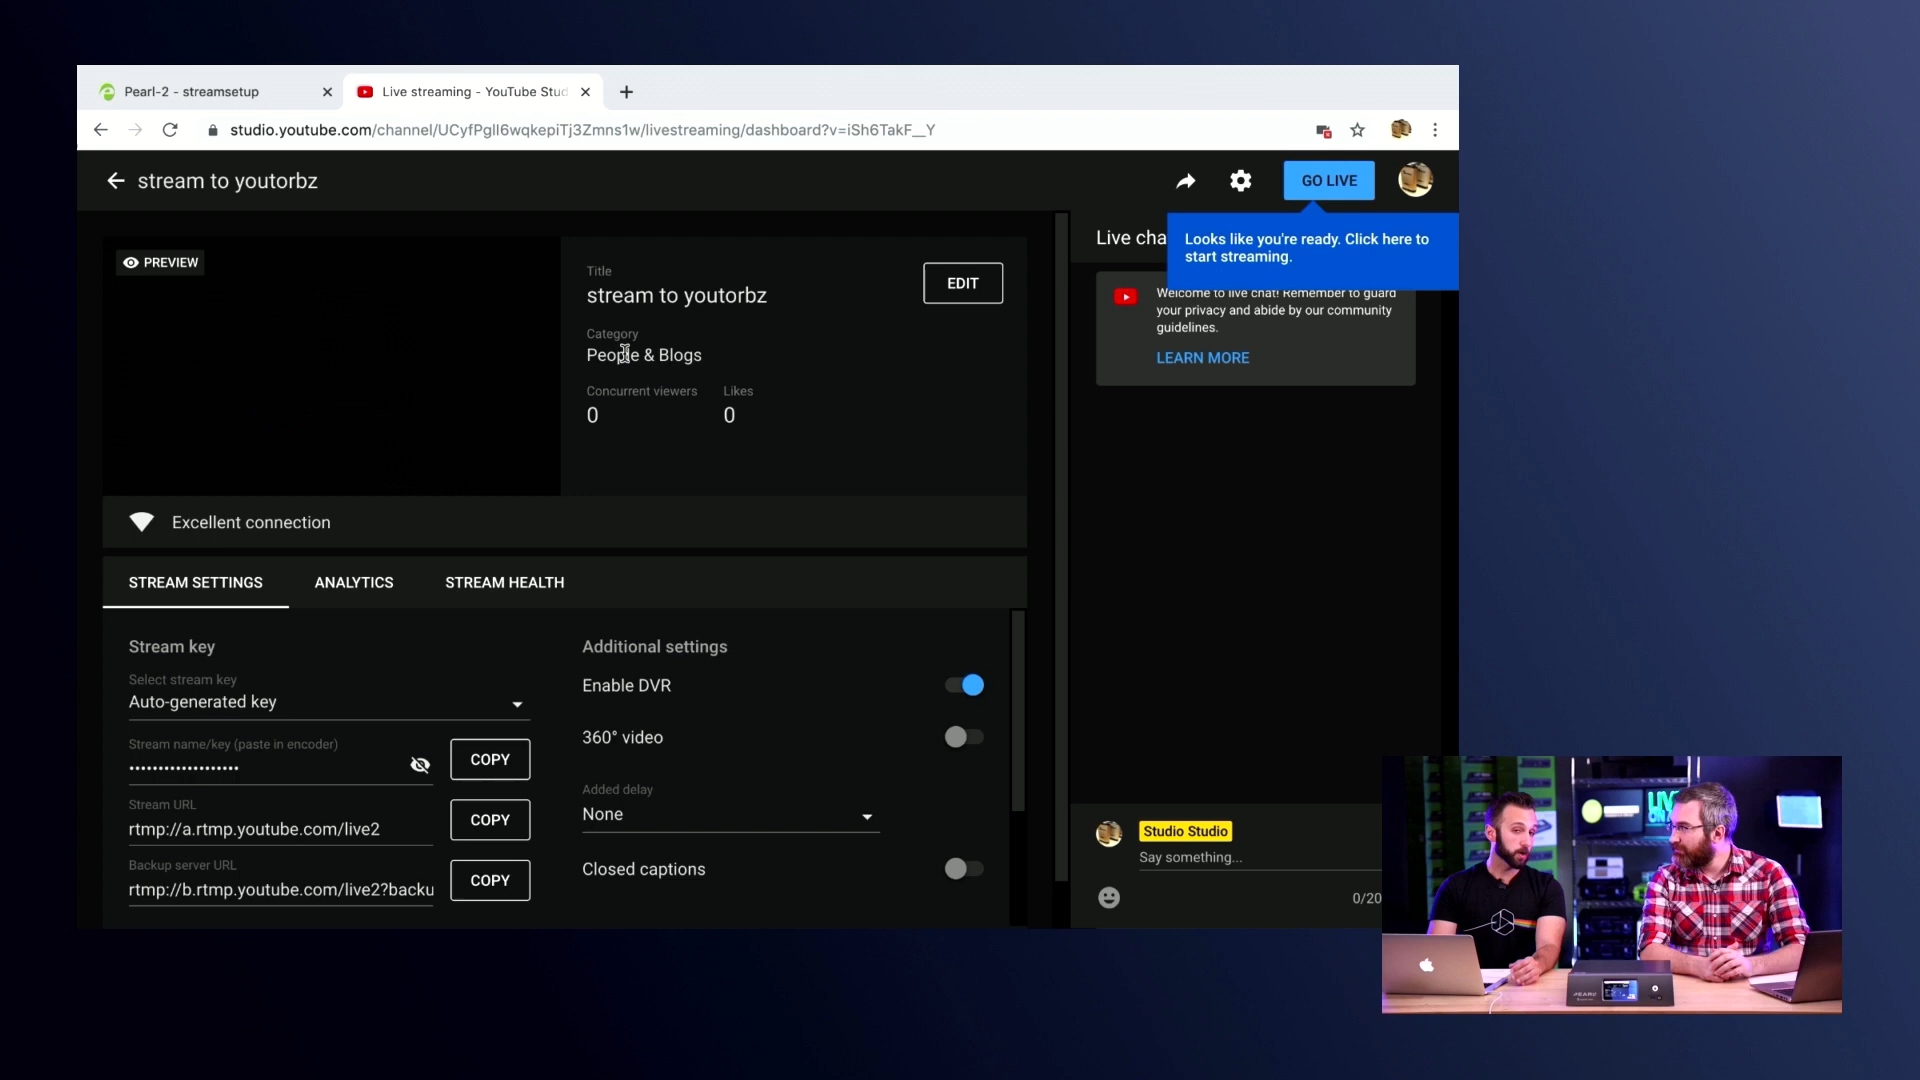 Pearl-2 - streamsetup
Live streaming - YouTube Stud
studio.youtube.com/channel/UCyfPglI6wqkepiTj3Zmns1w/livestreaming/dashboard?v=iSh6TakF__Y
stream to youtorbz
GO LIVE
PREVIEW
Title
stream to youtorbz
EDIT
Category
People & Blogs
Concurrent viewers
Likes
0
0
Live cha
Looks like you're ready. Click here to
start streaming.
Welcome to live chat! Remember to guard
your privacy and abide by our community
guidelines.
LEARN MORE
Excellent connection
STREAM SETTINGS
ANALYTICS
STREAM HEALTH
Stream key
Select stream key
Auto-generated key
Stream name/key (paste in encoder)
•••••••••••••••••••
COPY
Stream URL
rtmp://a.rtmp.youtube.com/live2
COPY
Backup server URL
rtmp://b.rtmp.youtube.com/live2?backu
COPY
Additional settings
Enable DVR
360° video
Added delay
None
Closed captions
Studio Studio
Say something...
0/20
PEARL